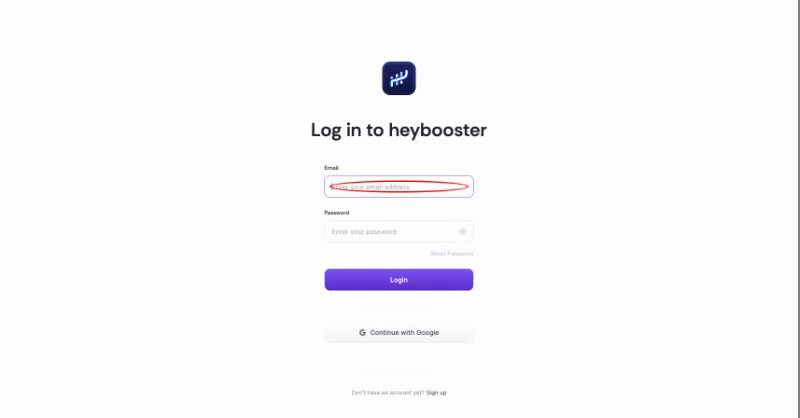 Log in to heybooster
Email
Enter your email address
Password
Enter your password
Reset Password
Login
G Continue with Google
Don't have an account yet? Sign up